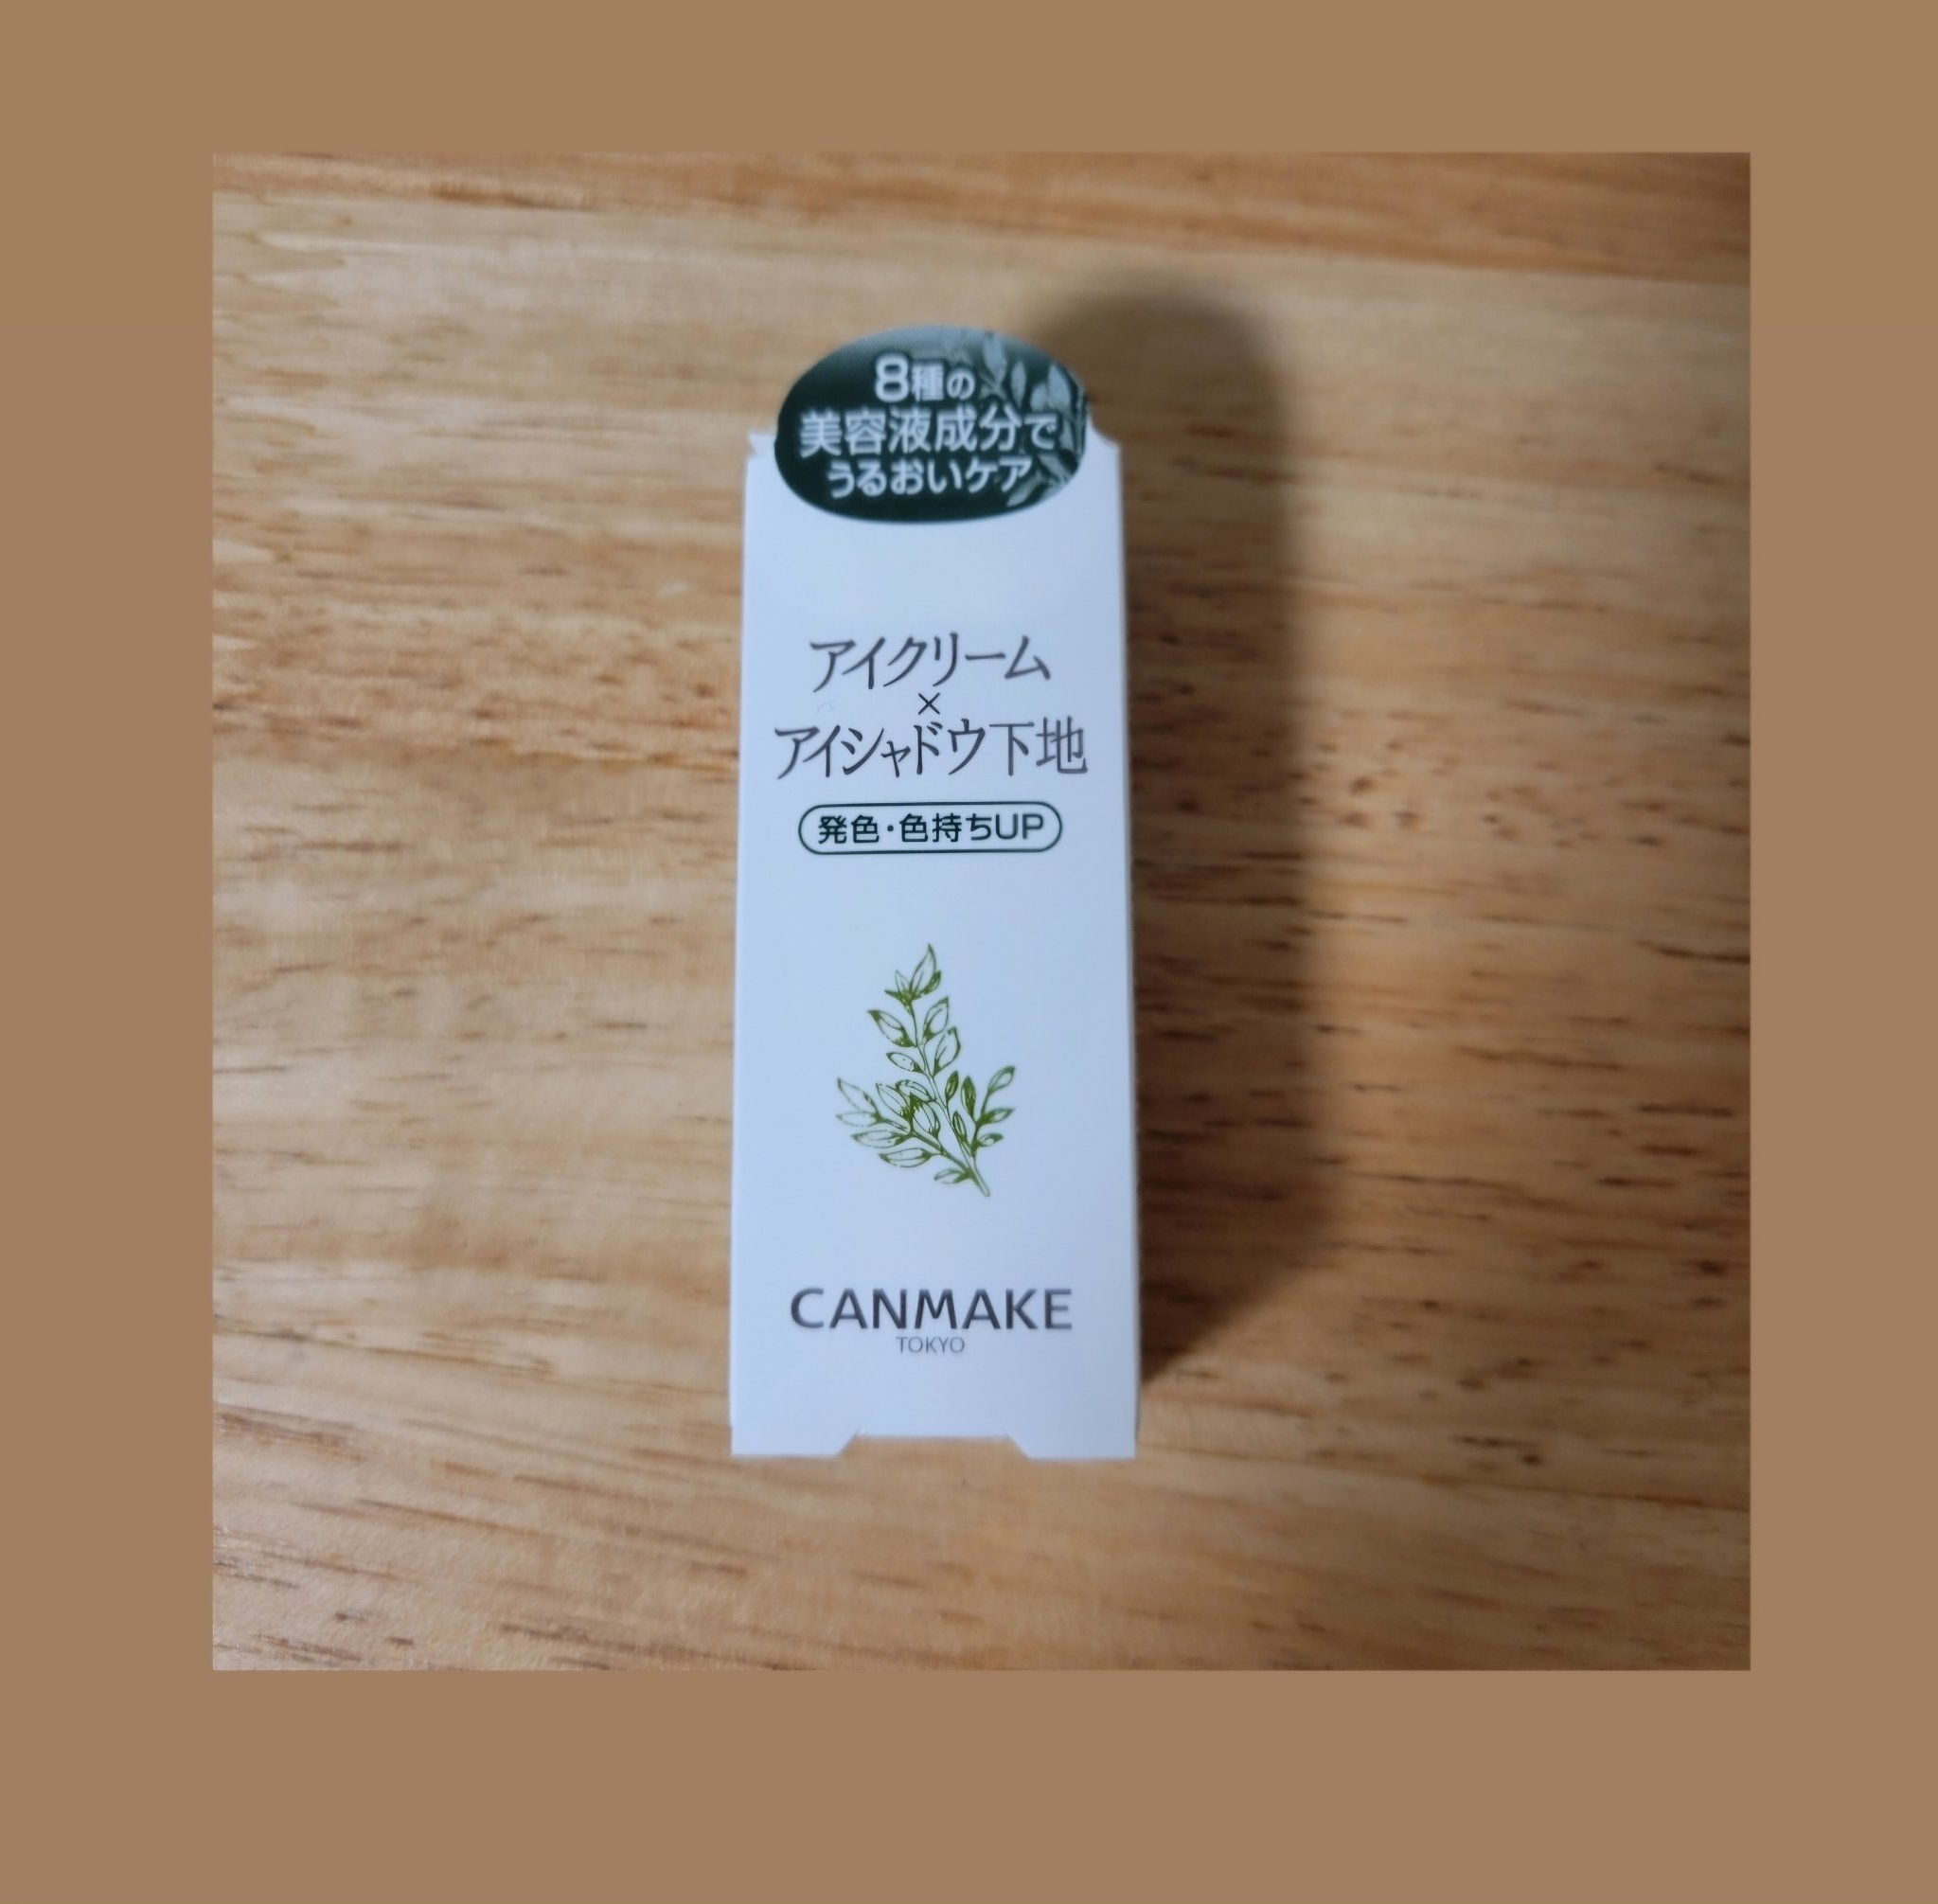 8種の
美容液成分で
うるおいケア
アイクリーム
×
アイシャドウ下地
発色・色持ちUP
CANMAKE
TOKYO